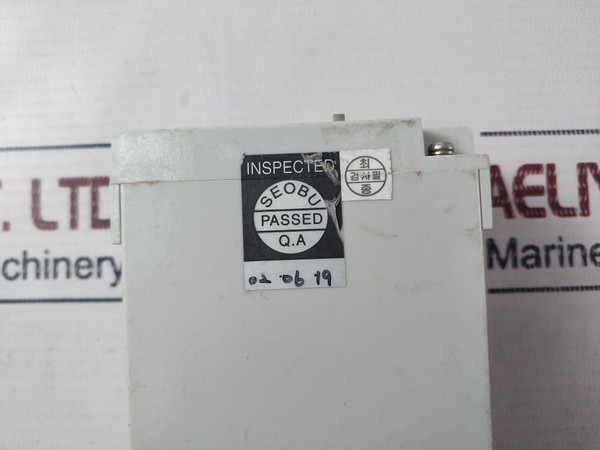 INSPECTED
SEOBU
PASSED
Q.A
02.06 19
최
검사필
종
. LTD
chinery
AELIY
Marine